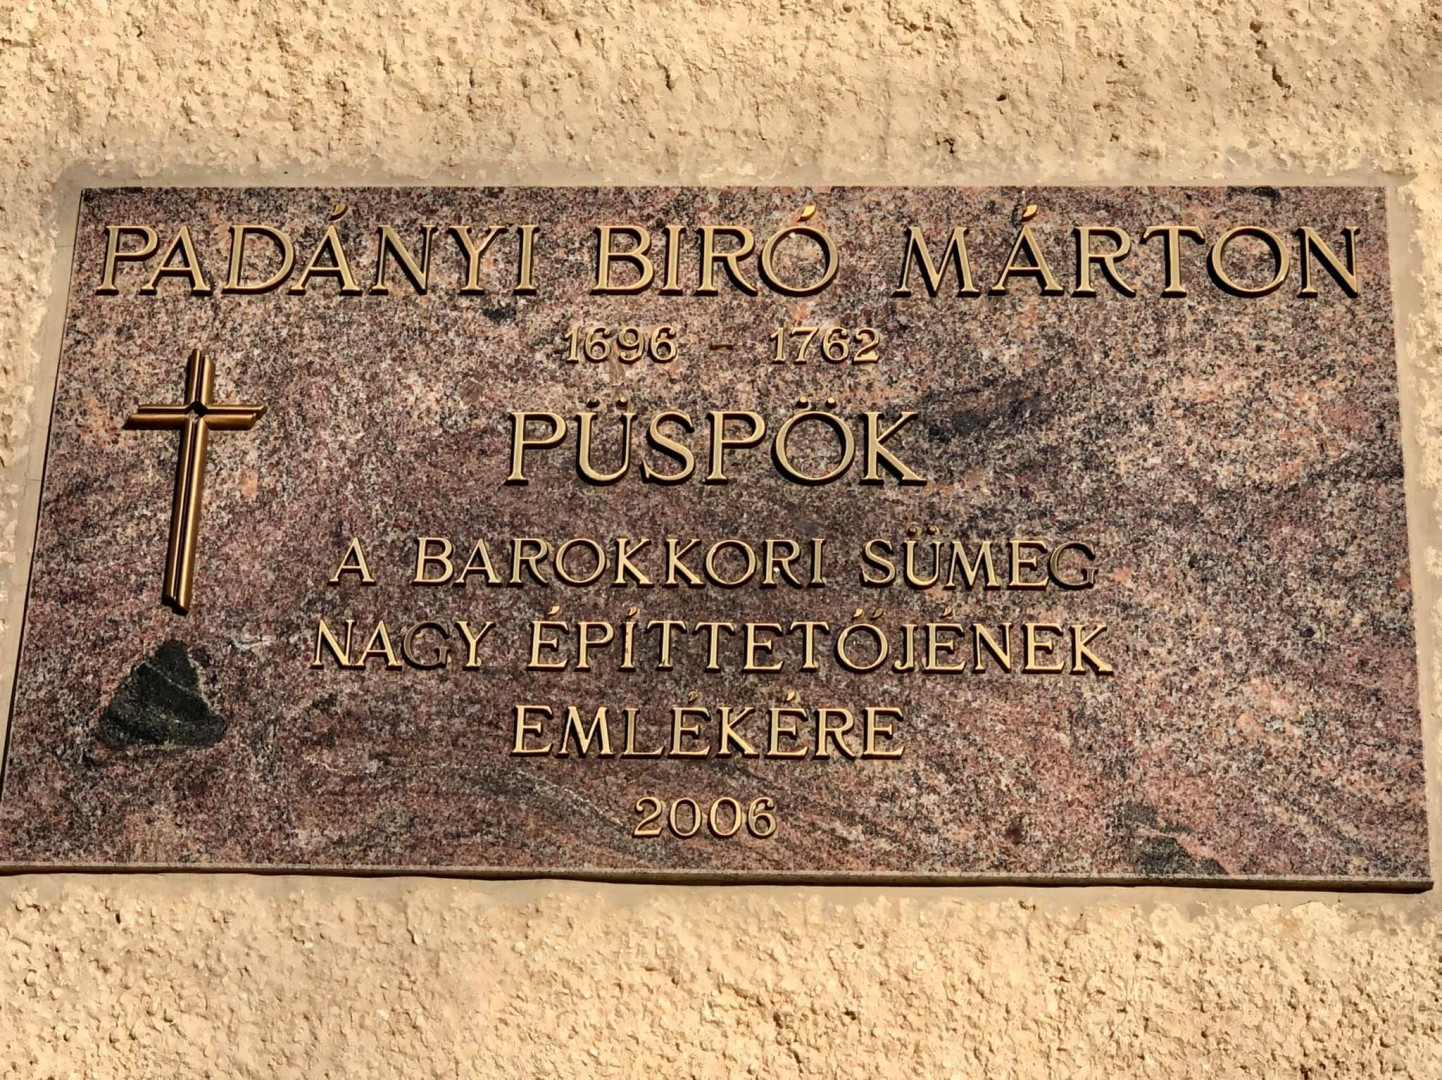 PADÁNYI BIRÓ MÁRTON
1696 - 1762
PÜSPÖK
A BAROKKORI SÜMEG
NAGY ÉPÍTTETŐJÉNEK
EMLÉKÉRE
2006